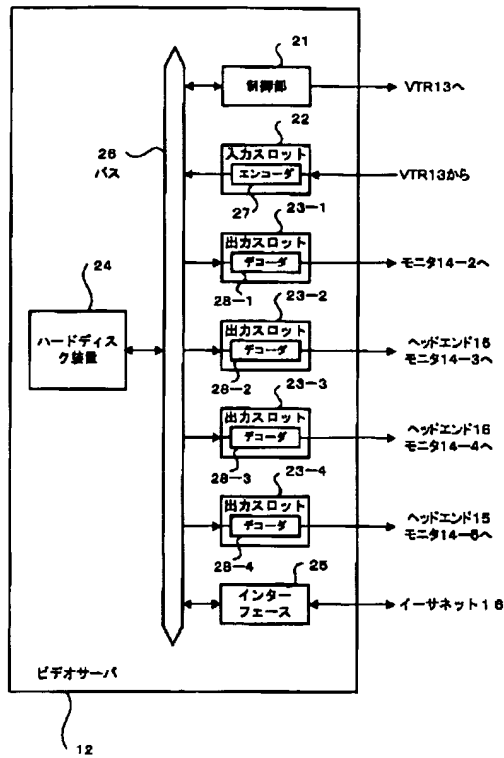 21
制御部
VTR13へ
22
26
バス
入力スロット
エンコーダ
VTR13から
27
23-1
出力スロット
デコーダ
モニタ14-2へ
24
28-1
23-2
ハードディス
ク装置
出力スロット
デコーダ
ヘッドエンド15
モニタ14-3へ
28-2
23-3
出力スロット
デコーダ
ヘッドエンド15
モニタ14-4へ
28-3
23-4
出力スロット
デコーダ
ヘッドエンド15
モニタ14-5へ
28-4
25
インター
フェース
イーサネット16
ビデオサーバ
12